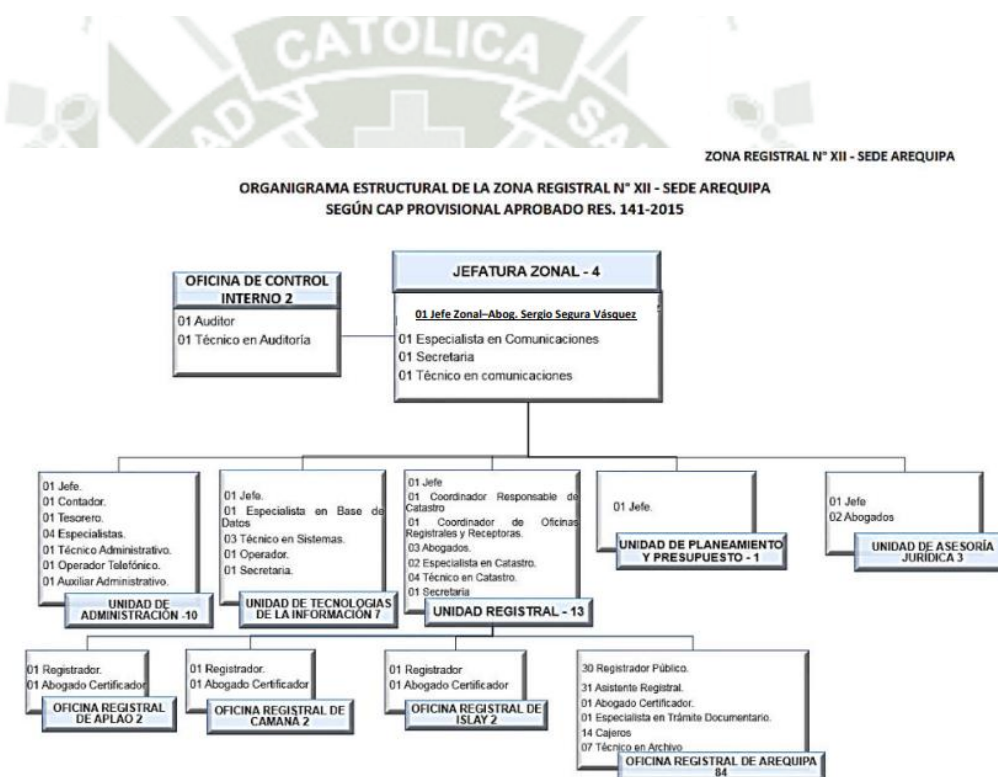 CATOLICA
ZONA REGISTRAL N° XII - SEDE AREQUIPA
ORGANIGRAMA ESTRUCTURAL DE LA ZONA REGISTRAL N° XII - SEDE AREQUIPA
SEGÚN CAP PROVISIONAL APROBADO RES. 141-2015
OFICINA DE CONTROL
INTERNO 2
01 Auditor
01 Técnico en Auditoría
JEFATURA ZONAL - 4
01 Jefe Zonal–Abog. Sergio Segura Vásquez
01 Especialista en Comunicaciones
01 Secretaria
01 Técnico en comunicaciones
01 Jefe.
01 Contador.
01 Tesorero.
04 Especialistas.
01 Técnico Administrativo.
01 Operador Telefónico.
01 Auxiliar Administrativo.
UNIDAD DE
ADMINISTRACIÓN -10
01 Jefe.
01 Especialista en Base de
Datos
03 Técnico en Sistemas.
01 Operador.
01 Secretaria.
UNIDAD DE TECNOLOGIAS
DE LA INFORMACIÓN 7
01 Jefe
01 Coordinador Responsable de
Catastro
01 Coordinador de Oficinas
Registrales y Receptoras.
03 Abogados.
02 Especialista en Catastro.
04 Técnico en Catastro.
01 Secretaria
UNIDAD REGISTRAL - 13
01 Jefe.
UNIDAD DE PLANEAMIENTO
Y PRESUPUESTO - 1
01 Jefe
02 Abogados
UNIDAD DE ASESORÍA
JURÍDICA 3
01 Registrador.
01 Abogado Certificador
OFICINA REGISTRAL
DE APLAO 2
01 Registrador.
01 Abogado Certificador
OFICINA REGISTRAL DE
CAMANÁ 2
01 Registrador
01 Abogado Certificador
OFICINA REGISTRAL DE
ISLAY 2
30 Registrador Público.
31 Asistente Registral.
01 Abogado Certificador.
01 Especialista en Trámite Documentario.
14 Cajeros
07 Técnico en Archivo
OFICINA REGISTRAL DE AREQUIPA
84